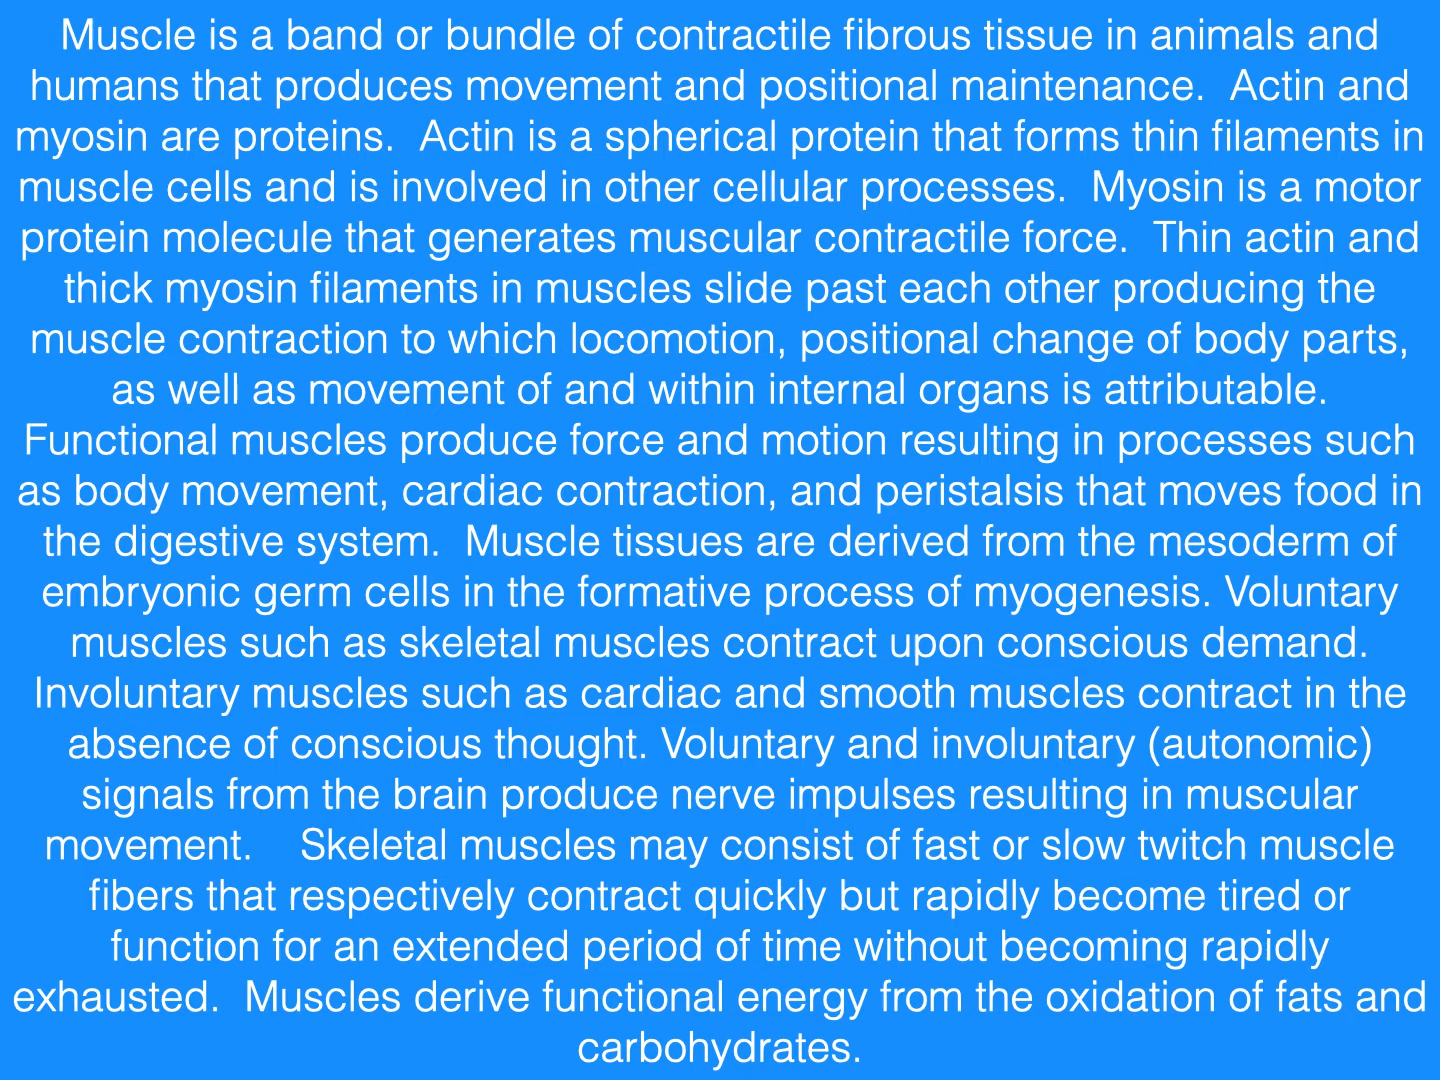 Muscle is a band or bundle of contractile fibrous tissue in animals and
humans that produces movement and positional maintenance.  Actin and
myosin are proteins.  Actin is a spherical protein that forms thin filaments in
muscle cells and is involved in other cellular processes.  Myosin is a motor
protein molecule that generates muscular contractile force.  Thin actin and
thick myosin filaments in muscles slide past each other producing the
muscle contraction to which locomotion, positional change of body parts,
as well as movement of and within internal organs is attributable.
Functional muscles produce force and motion resulting in processes such
as body movement, cardiac contraction, and peristalsis that moves food in
the digestive system.  Muscle tissues are derived from the mesoderm of
embryonic germ cells in the formative process of myogenesis. Voluntary
muscles such as skeletal muscles contract upon conscious demand.
Involuntary muscles such as cardiac and smooth muscles contract in the
absence of conscious thought. Voluntary and involuntary (autonomic)
signals from the brain produce nerve impulses resulting in muscular
movement.    Skeletal muscles may consist of fast or slow twitch muscle
fibers that respectively contract quickly but rapidly become tired or
function for an extended period of time without becoming rapidly
exhausted.  Muscles derive functional energy from the oxidation of fats and
carbohydrates.